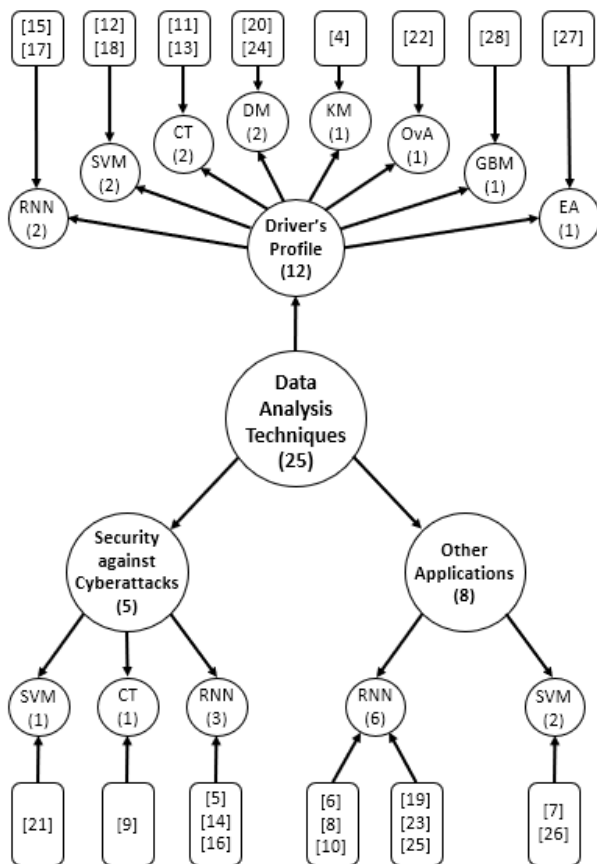 [15]
[17]
[12]
[18]
[11]
[13]
[20]
[24]
[4]
[22]
[28]
[27]
RNN
(2)
SVM
(2)
CT
(2)
DM
(2)
KM
(1)
OvA
(1)
GBM
(1)
EA
(1)
Driver's
Profile
(12)
Data
Analysis
Techniques
(25)
Security
against
Cyberattacks
(5)
Other
Applications
(8)
SVM
(1)
CT
(1)
RNN
(3)
RNN
(6)
SVM
(2)
[21]
[9]
[5]
[14]
[16]
[6]
[8]
[10]
[19]
[23]
[25]
[7]
[26]